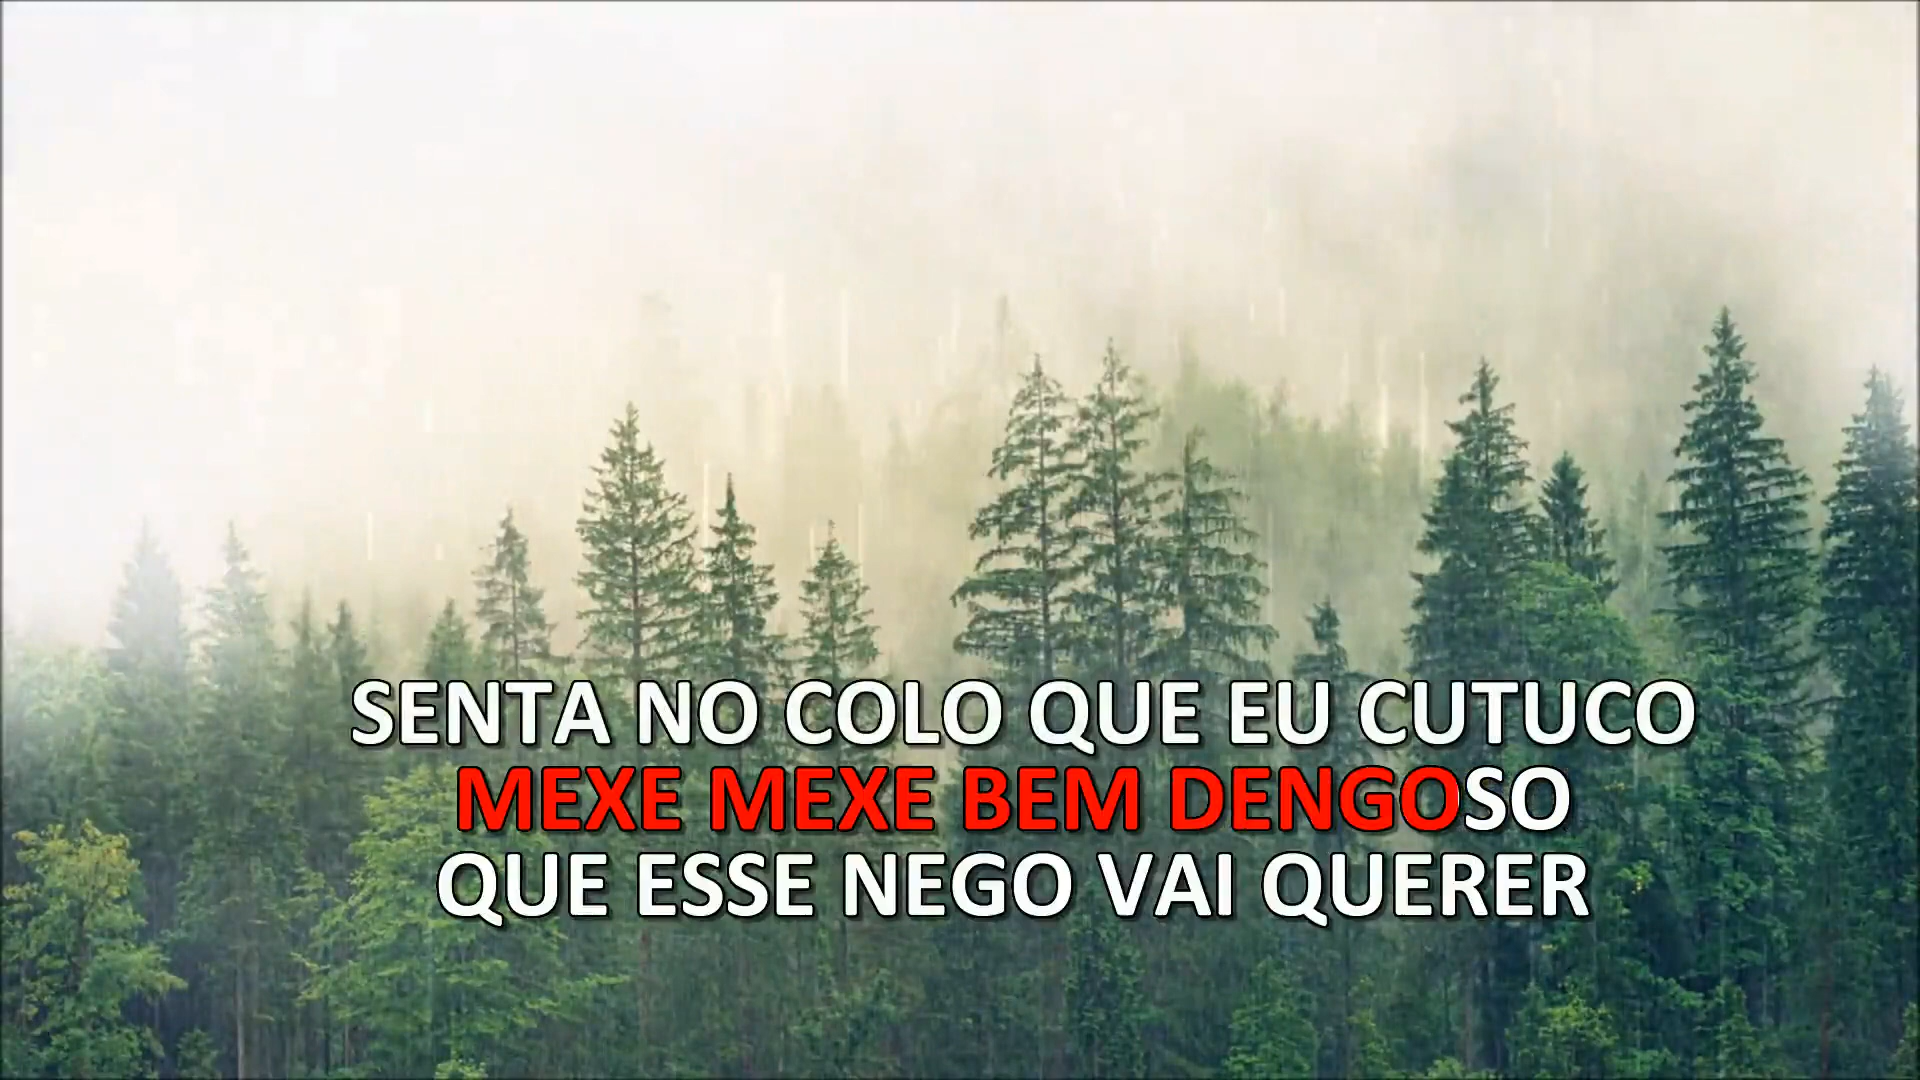 SENTA NO COLO QUE EU CUTUCO
MEXE MEXE BEM DENGOSO
QUE ESSE NEGO VAI QUERER